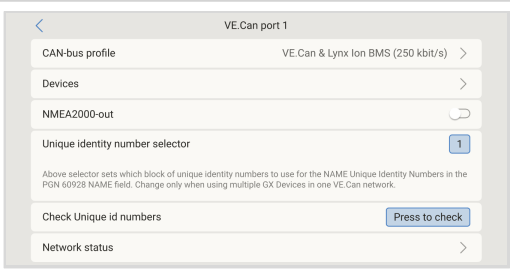 VE.Can port 1
CAN-bus profile VE.Can & Lynx Ion BMS (250 kbit/s)
Devices
NMEA2000-out
Unique identity number selector 1
Above selector sets which block of unique identity numbers to use for the NAME Unique Identity Numbers in the
PGN 60928 NAME field. Change only when using multiple GX Devices in one VE.Can network.
Check Unique id numbers Press to check
Network status